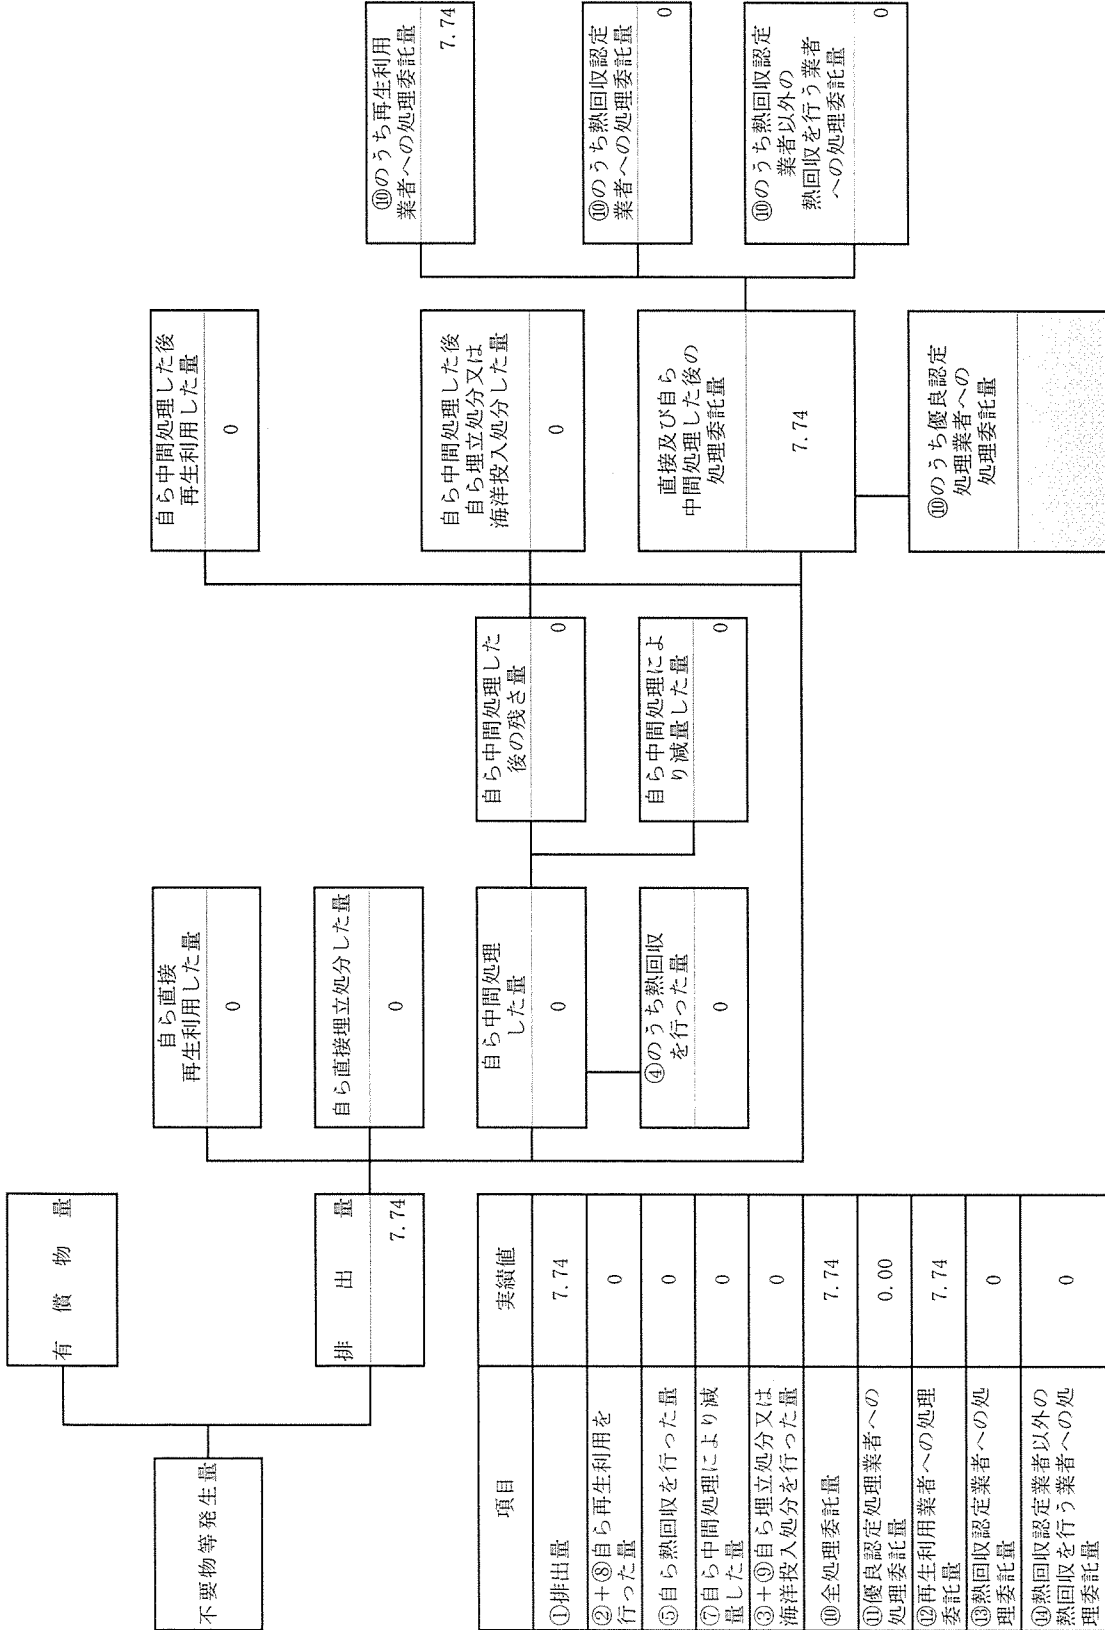 有償物量
不要物等発生量
排出量
7.74
自ら直接
再生利用した量
0
自ら直接埋立処分した量
0
自ら中間処理
した量
0
④のうち熱回収
を行った量
0
自ら中間処理した
後の残さ量
0
自ら中間処理によ
り減量した量
0
自ら中間処理した後
再生利用した量
0
自ら中間処理した後
自ら埋立処分又は
海洋投入処分した量
0
直接及び自ら
中間処理した後の
処理委託量
7.74
⑩のうち優良認定
処理業者への
処理委託量
⑩のうち再生利用
業者への処理委託量
7.74
⑩のうち熱回収認定
業者への処理委託量
0
⑩のうち熱回収認定
業者以外の
熱回収を行う業者
への処理委託量
0
項目 実績値
①排出量 7.74
②+⑧自ら再生利用を
行った量 0
⑤自ら熱回収を行った量 0
⑦自ら中間処理により減
量した量 0
③+⑨自ら埋立処分又は
海洋投入処分を行った量 0
⑩全処理委託量 7.74
⑪優良認定処理業者への
処理委託量 0.00
⑫再生利用業者への処理
委託量 7.74
⑬熱回収認定業者への処
理委託量 0
⑭熱回収認定業者以外の
熱回収を行う業者への処
理委託量 0